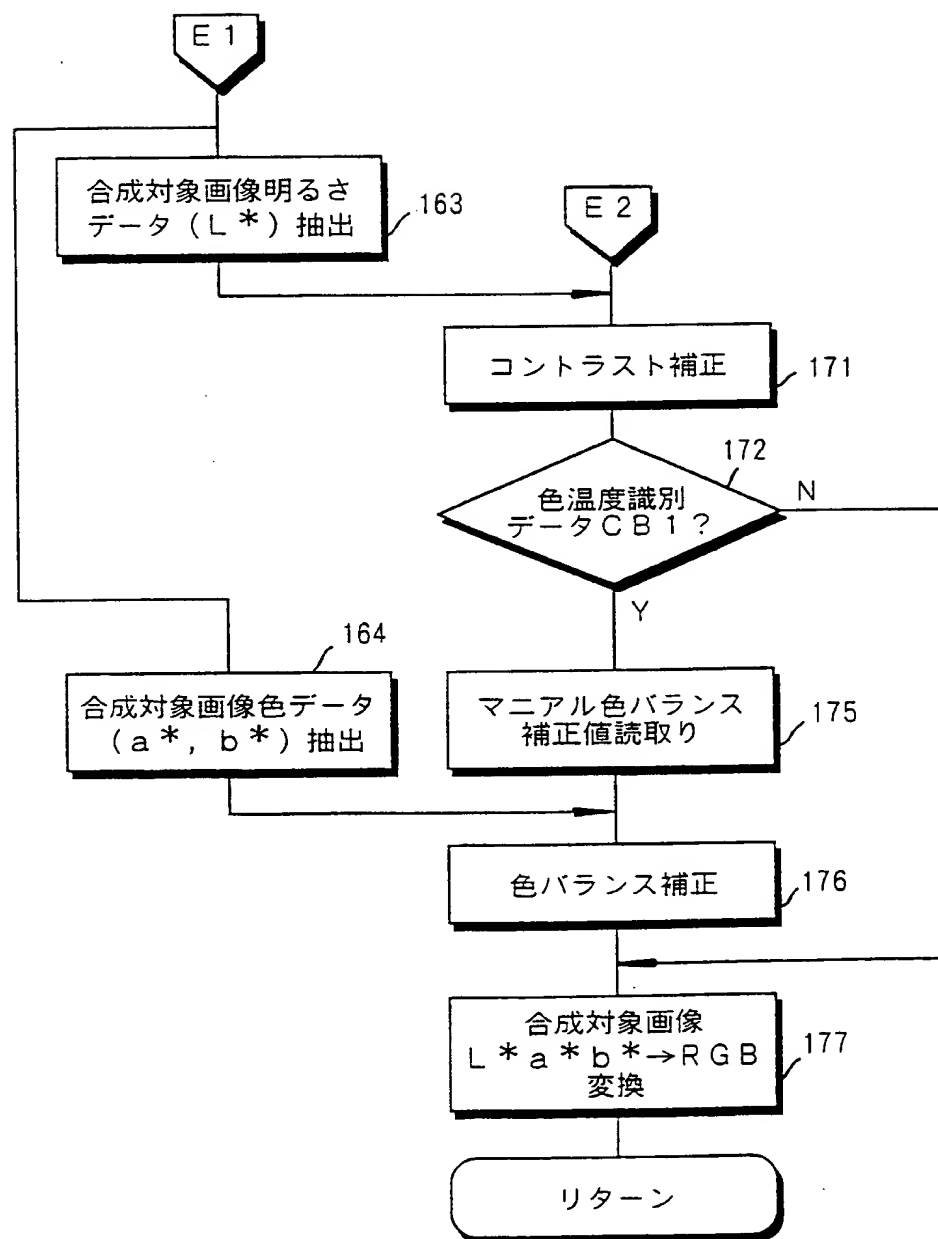 E1
合成対象画像明るさ
データ（L*）抽出
163
E2
コントラスト補正
171
172
色温度識別
データCB1？
N
Y
164
合成対象画像色データ
（a*，b*）抽出
マニアル色バランス
補正値読取り
175
色バランス補正
176
合成対象画像
L*a*b*→RGB
変換
177
リターン